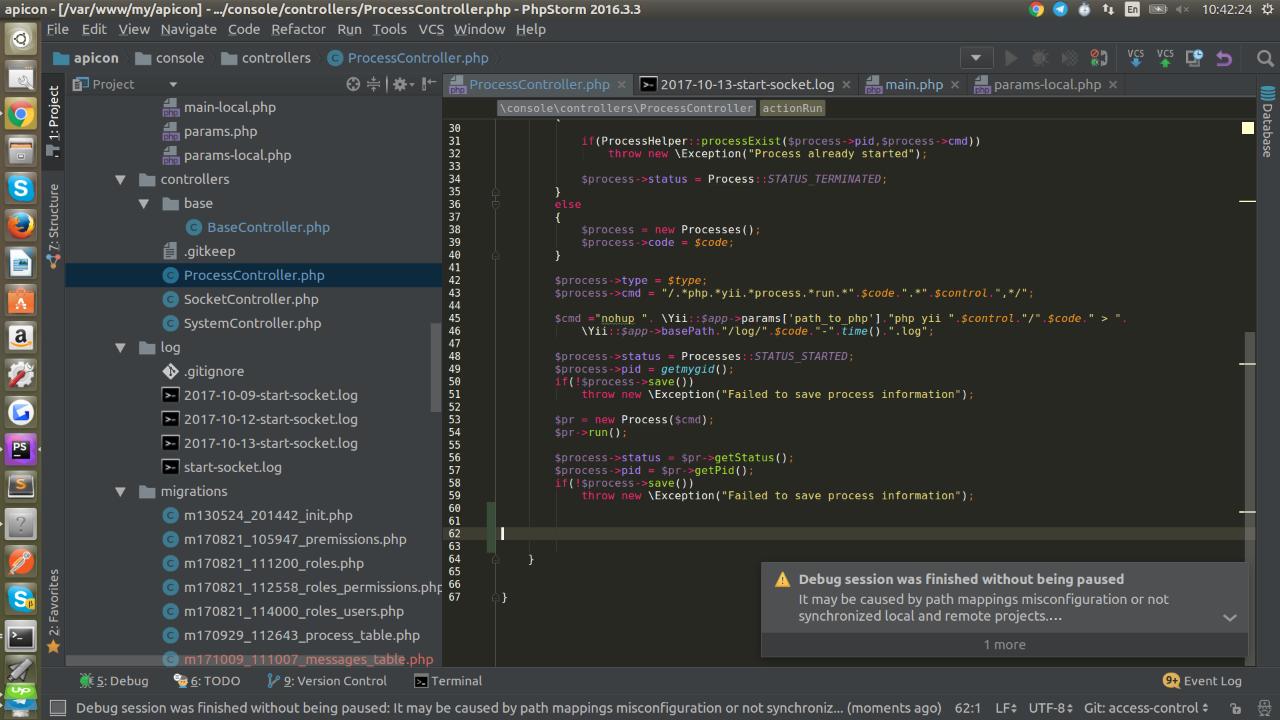 apicon - [/var/www/my/apicon] - .../console/controllers/ProcessController.php - PhpStorm 2016.3.3
En
10:42:24
File Edit View Navigate Code Refactor Run Tools VCS Window Help
apicon console controllers ProcessController.php
VCS VCS
Project
ProcessController.php 2017-10-13-start-socket.log main.php params-local.php
\console\controllers\ProcessController actionRun
1: Project
7: Structure
2: Favorites
Database
main-local.php
params.php
params-local.php
controllers
base
BaseController.php
.gitkeep
ProcessController.php
SocketController.php
SystemController.php
log
.gitignore
2017-10-09-start-socket.log
2017-10-12-start-socket.log
2017-10-13-start-socket.log
start-socket.log
migrations
m130524_201442_init.php
m170821_105947_premissions.php
m170821_111200_roles.php
m170821_112558_roles_permissions.php
m170821_114000_roles_users.php
m170929_112643_process_table.php
m171009_111007_messages_table.php
30
31 if(ProcessHelper::processExist($process->pid,$process->cmd))
32 throw new \Exception("Process already started");
33
34 $process->status = Process::STATUS_TERMINATED;
35 }
36 else
37 {
38 $process = new Processes();
39 $process->code = $code;
40 }
41
42 $process->type = $type;
43 $process->cmd = "/.*php.*yii.*process.*run.*".$code.".*".$control.",*/";
44
45 $cmd ="nohup ". \Yii::$app->params['path_to_php']."php yii ".$control."/".$code." > ".
46 \Yii::$app->basePath."/log/".$code."-".time().".log";
47
48 $process->status = Processes::STATUS_STARTED;
49 $process->pid = getmygid();
50 if(!$process->save())
51 throw new \Exception("Failed to save process information");
52
53 $pr = new Process($cmd);
54 $pr->run();
55
56 $process->status = $pr->getStatus();
57 $process->pid = $pr->getPid();
58 if(!$process->save())
59 throw new \Exception("Failed to save process information");
60
61
62
63
64 }
65
66
67 }
Debug session was finished without being paused
It may be caused by path mappings misconfiguration or not
synchronized local and remote projects....
1 more
5: Debug 6: TODO 9: Version Control Terminal 9+ Event Log
Debug session was finished without being paused: It may be caused by path mappings misconfiguration or not synchroniz... (moments ago) 62:1 LF UTF-8 Git: access-control